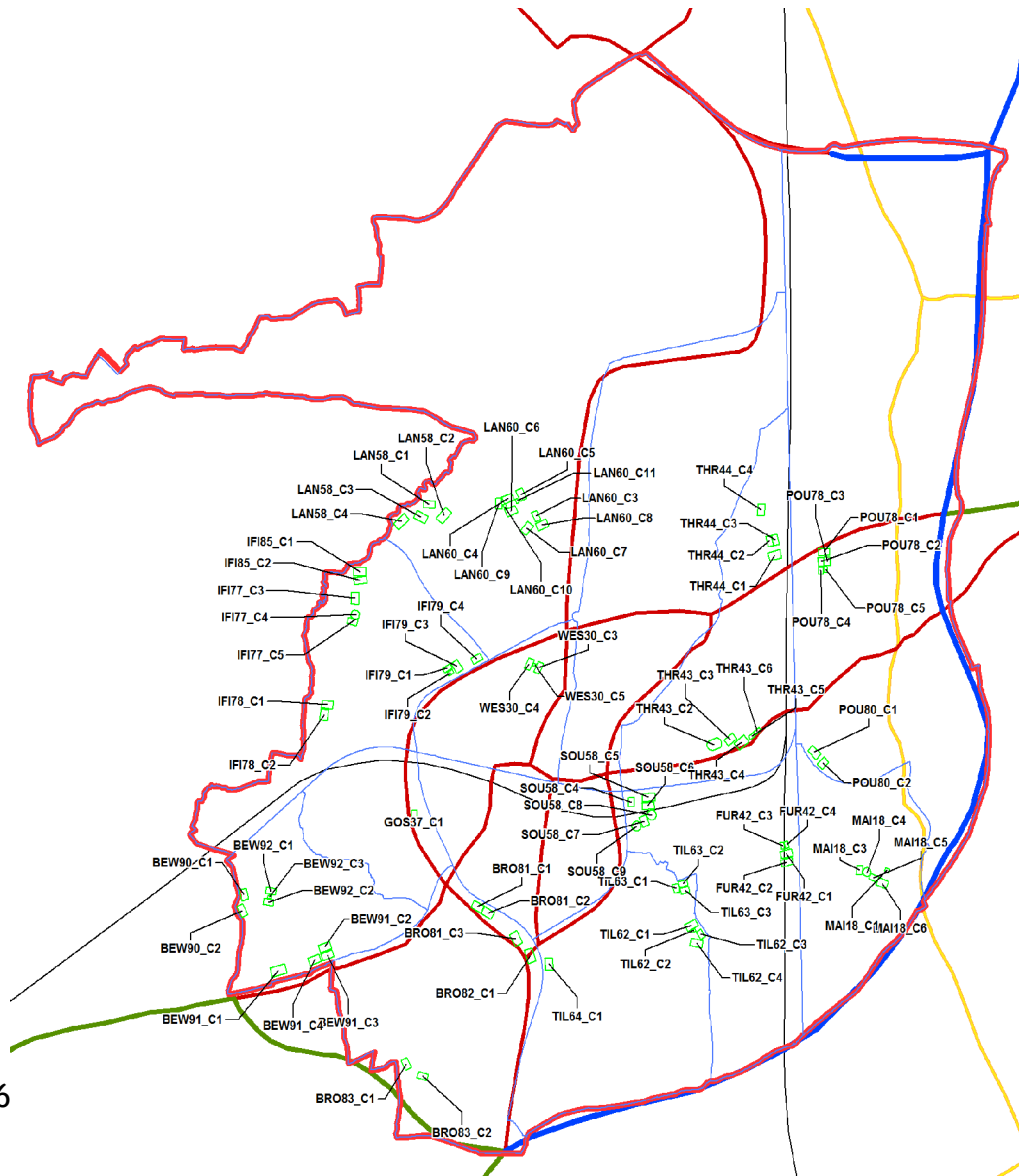 LAN60_C6
LAN58_C2
LAN60_C5
LAN58_C1
LAN60_C11
THR44_C4
LAN60_C3
POU78_C3
LAN58_C3
LAN60_C8
POU78_C1
LAN58_C4
THR44_C3
IFI85_C1
LAN60_C4
LAN60_C7
POU78_C2
THR44_C2
IFI85_C2
LAN60_C9
POU78_C5
IFI77_C3
LAN60_C10
THR44_C1
IFI79_C4
POU78_C4
IFI77_C4
IFI79_C3
WES30_C3
IFI77_C5
THR43_C6
IFI79_C1
THR43_C3
THR43_C5
IFI78_C1
WES30_C5
THR43_C2
IFI79_C2
WES30_C4
POU80_C1
SOU58_C5
IFI78_C2
SOU58_C6
THR43_C4
POU80_C2
SOU58_C4
SOU58_C8
FUR42_C3
FUR42_C4
GOS37_C1
MAI18_C4
SOU58_C7
BEW92_C1
MAI18_C5
BEW90_C1
BEW92_C3
TIL63_C2
MAI18_C3
BRO81_C1
SOU58_C9
TIL63_C1
BEW92_C2
FUR42_C2
FUR42_C1
BRO81_C2
TIL63_C3
BEW91_C2
MAI18_C1
MAI18_C6
BEW90_C2
BRO81_C3
TIL62_C1
TIL62_C3
TIL62_C2
BRO82_C1
TIL62_C4
BEW91_C1
BEW91_C4
BEW91_C3
TIL64_C1
6
BRO83_C1
BRO83_C2